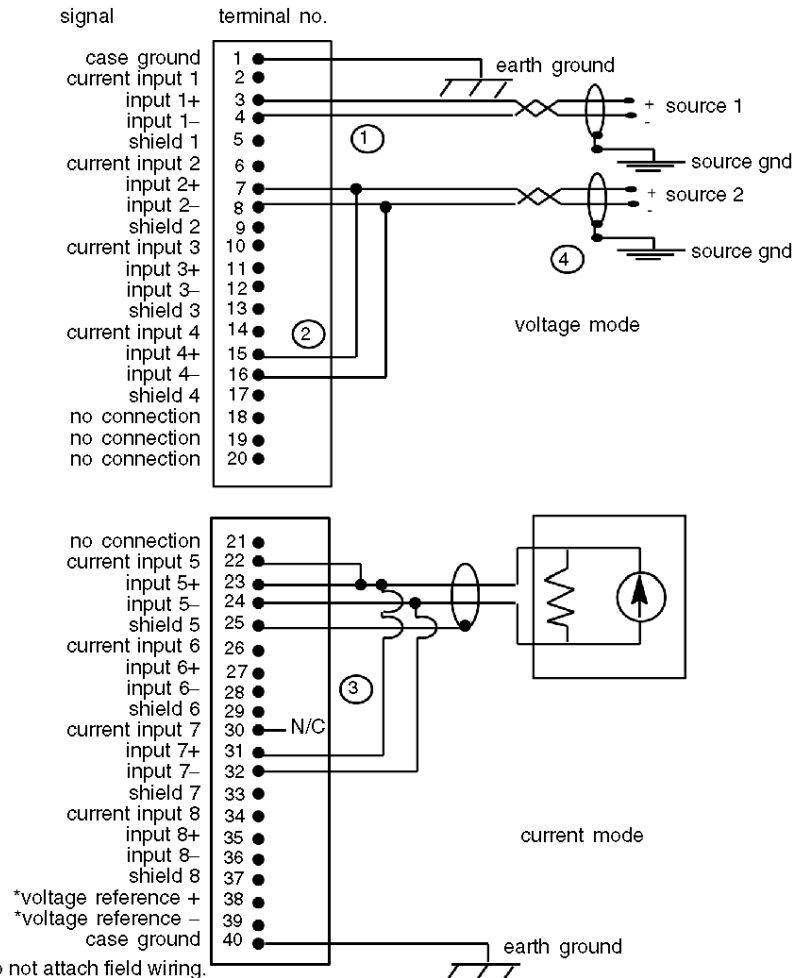 signal terminal no.
case ground 1 earth ground
current input 1 2
input 1+ 3 + source 1
input 1– 4 -
shield 1 5 1 source gnd
current input 2 6
input 2+ 7 + source 2
input 2– 8 -
shield 2 9
current input 3 10 4 source gnd
input 3+ 11
input 3– 12
shield 3 13
current input 4 14 2 voltage mode
input 4+ 15
input 4– 16
shield 4 17
no connection 18
no connection 19
no connection 20
no connection 21
current input 5 22
input 5+ 23
input 5– 24
shield 5 25
current input 6 26
input 6+ 27
input 6– 28 3
shield 6 29
current input 7 30 N/C
input 7+ 31
input 7– 32
shield 7 33
current input 8 34
input 8+ 35 current mode
input 8– 36
shield 8 37
*voltage reference + 38
*voltage reference – 39
case ground 40 earth ground
not attach field wiring.